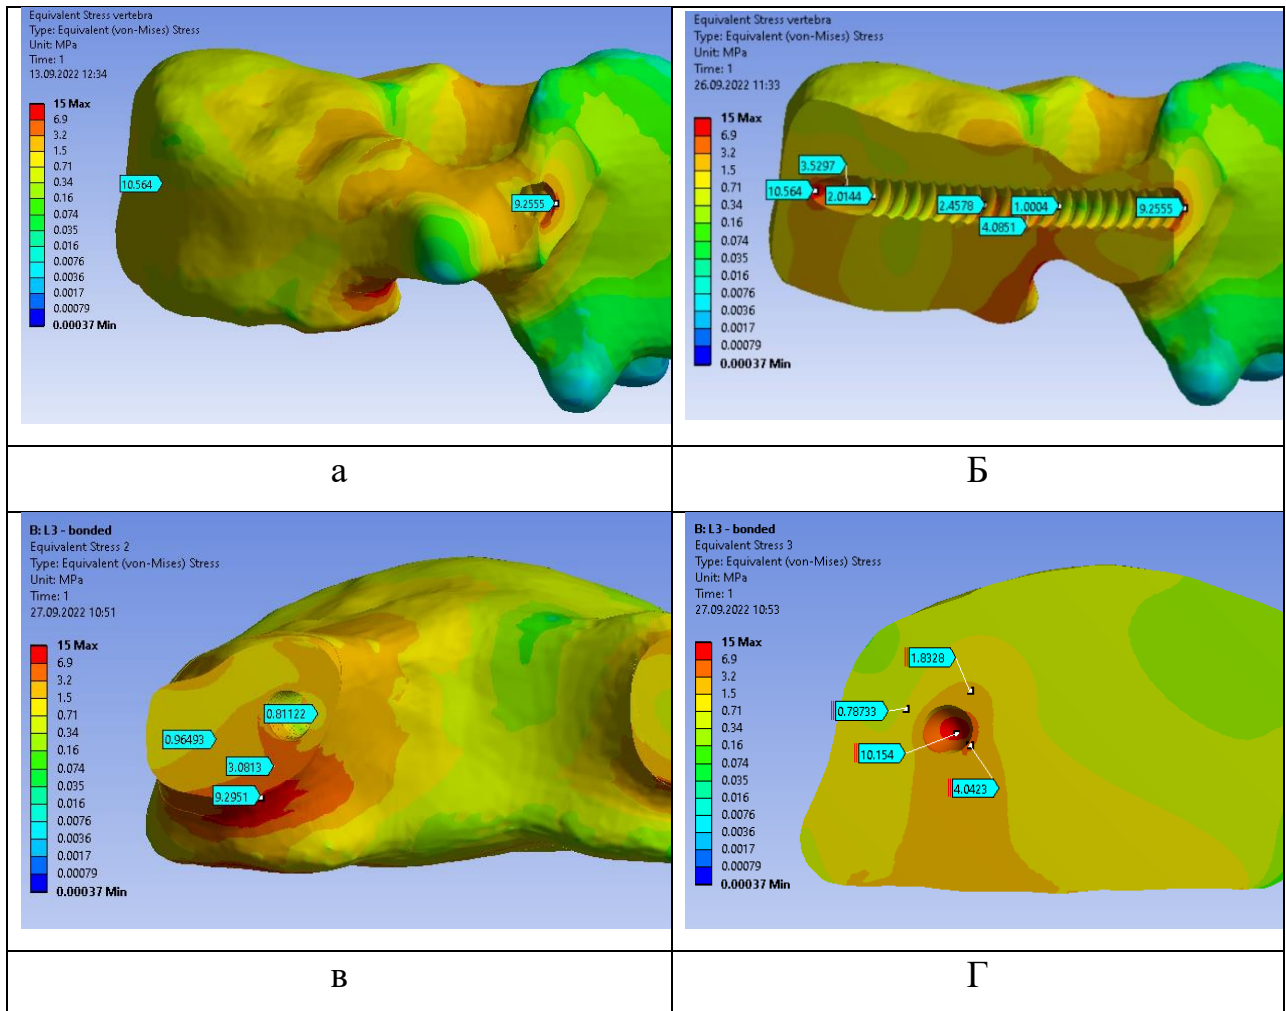 Equivalent Stress vertebra
Type: Equivalent (von-Mises) Stress
Unit: MPa
Time: 1
13.09.2022 12:34
15 Max
6.9
3.2
1.5
0.71
0.34
0.16
0.074
0.035
0.016
0.0076
0.0036
0.0017
0.00079
0.00037 Min
10.564
9.2555
Equivalent Stress vertebra
Type: Equivalent (von-Mises) Stress
Unit: MPa
Time: 1
26.09.2022 11:33
15 Max
6.9
3.2
1.5
0.71
0.34
0.16
0.074
0.035
0.016
0.0076
0.0036
0.0017
0.00079
0.00037 Min
3.5297
10.564
2.0144
2.4578
1.0004
9.2555
4.0851
а
Б
B: L3 - bonded
Equivalent Stress 2
Type: Equivalent (von-Mises) Stress
Unit: MPa
Time: 1
27.09.2022 10:51
15 Max
6.9
3.2
1.5
0.71
0.34
0.16
0.074
0.035
0.016
0.0076
0.0036
0.0017
0.00079
0.00037 Min
0.81122
0.96493
3.0813
9.2951
B: L3 - bonded
Equivalent Stress 3
Type: Equivalent (von-Mises) Stress
Unit: MPa
Time: 1
27.09.2022 10:53
15 Max
6.9
3.2
1.5
0.71
0.34
0.16
0.074
0.035
0.016
0.0076
0.0036
0.0017
0.00079
0.00037 Min
1.8328
0.78733
10.154
4.0423
в
Г